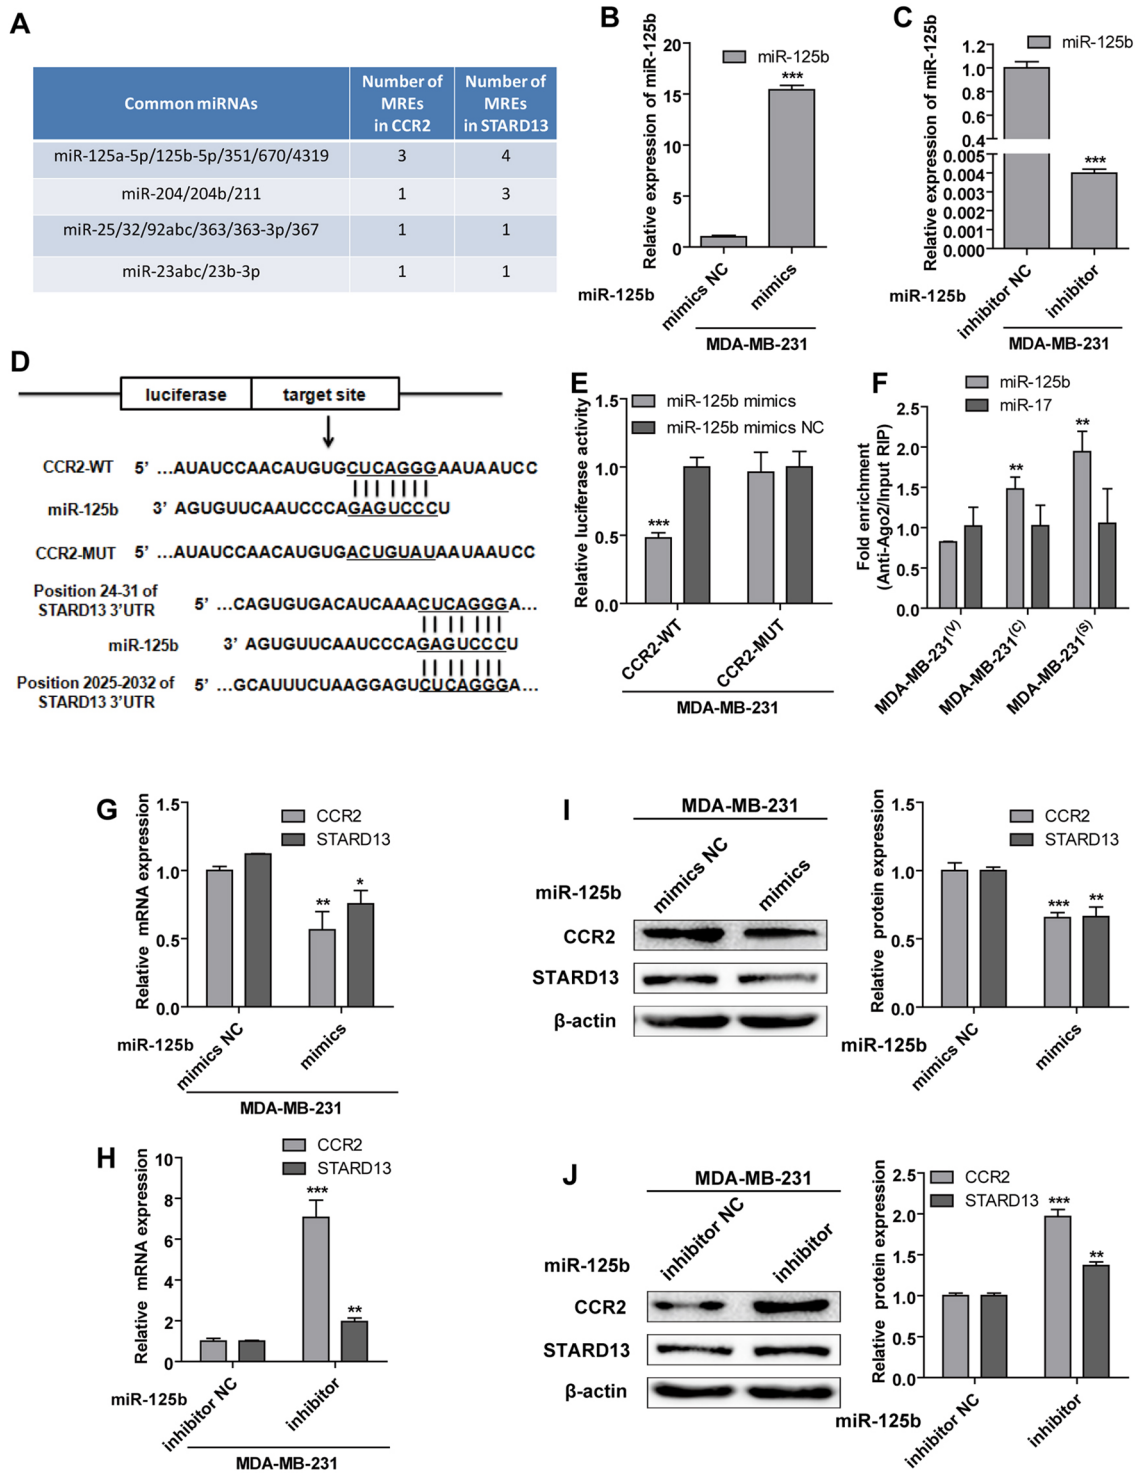 A
Common miRNAs
Number of MREs in CCR2
Number of MREs in STARD13
miR-125a-5p/125b-5p/351/670/4319 3 4
miR-204/204b/211 1 3
miR-25/32/92abc/363/363-3p/367 1 1
miR-23abc/23b-3p 1 1
B
Relative expression of miR-125b
20
15
10
5
0
miR-125b
***
miR-125b
mimics NC
mimics
MDA-MB-231
C
Relative expression of miR-125b
1.2
1.0
0.8
0.6
0.4
0.005
0.004
0.003
0.002
0.001
0.000
miR-125b
***
miR-125b
inhibitor NC
inhibitor
MDA-MB-231
D
luciferase target site
CCR2-WT 5’ ...AUAUCCAACAUGUGCUCAGGGAAUAAUCC
miR-125b 3’ AGUGUUCAAUCCCAGAGUCCCU
CCR2-MUT 5’ ...AUAUCCAACAUGUGACUGUAUAAUAAUCC
Position 24-31 of STARD13 3’UTR 5’ ...CAGUGUGACAUCAAACUCAGGGA...
miR-125b 3’ AGUGUUCAAUCCCAGAGUCCCU
Position 2025-2032 of STARD13 3’UTR 5’ ...GCAUUUCUAAGGAGUCUCAGGGA...
E
Relative luciferase activity
1.5
1.0
0.5
0.0
miR-125b mimics
miR-125b mimics NC
***
CCR2-WT
CCR2-MUT
MDA-MB-231
F
Fold enrichment
(Anti-Ago2/Input RIP)
2.5
2.0
1.5
1.0
0.5
0.0
miR-125b
miR-17
**
**
MDA-MB-231(V)
MDA-MB-231(C)
MDA-MB-231(S)
G
Relative mRNA expression
1.5
1.0
0.5
0.0
CCR2
STARD13
**
*
miR-125b
mimics NC
mimics
MDA-MB-231
I
MDA-MB-231
miR-125b
mimics NC
mimics
CCR2
STARD13
β-actin
Relative protein expression
1.5
1.0
0.5
0.0
CCR2
STARD13
***
**
miR-125b
mimics NC
mimics
H
Relative mRNA expression
10
8
6
4
2
0
CCR2
STARD13
***
**
miR-125b
inhibitor NC
inhibitor
MDA-MB-231
J
MDA-MB-231
miR-125b
inhibitor NC
inhibitor
CCR2
STARD13
β-actin
Relative protein expression
2.5
2.0
1.5
1.0
0.5
0.0
CCR2
STARD13
***
**
miR-125b
inhibitor NC
inhibitor